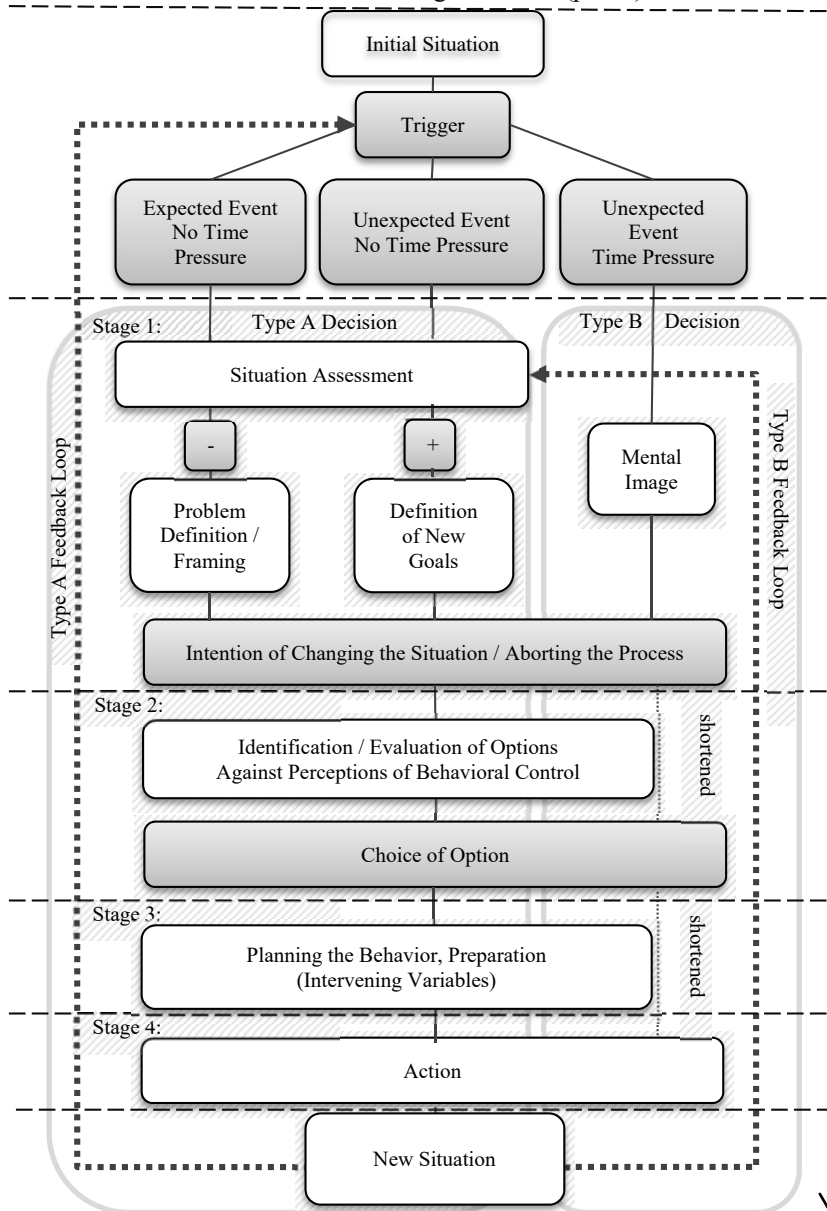 Initial Situation
Trigger
Expected Event
No Time
Pressure
Unexpected Event
No Time Pressure
Unexpected
Event
Time Pressure
Stage 1:
Type A Decision
Type B Decision
Situation Assessment
-
+
Problem
Definition /
Framing
Definition
of New
Goals
Mental
Image
Type A Feedback Loop
Type B Feedback Loop
Intention of Changing the Situation / Aborting the Process
Stage 2:
Identification / Evaluation of Options
Against Perceptions of Behavioral Control
shortened
Choice of Option
Stage 3:
Planning the Behavior, Preparation
(Intervening Variables)
shortened
Stage 4:
Action
New Situation